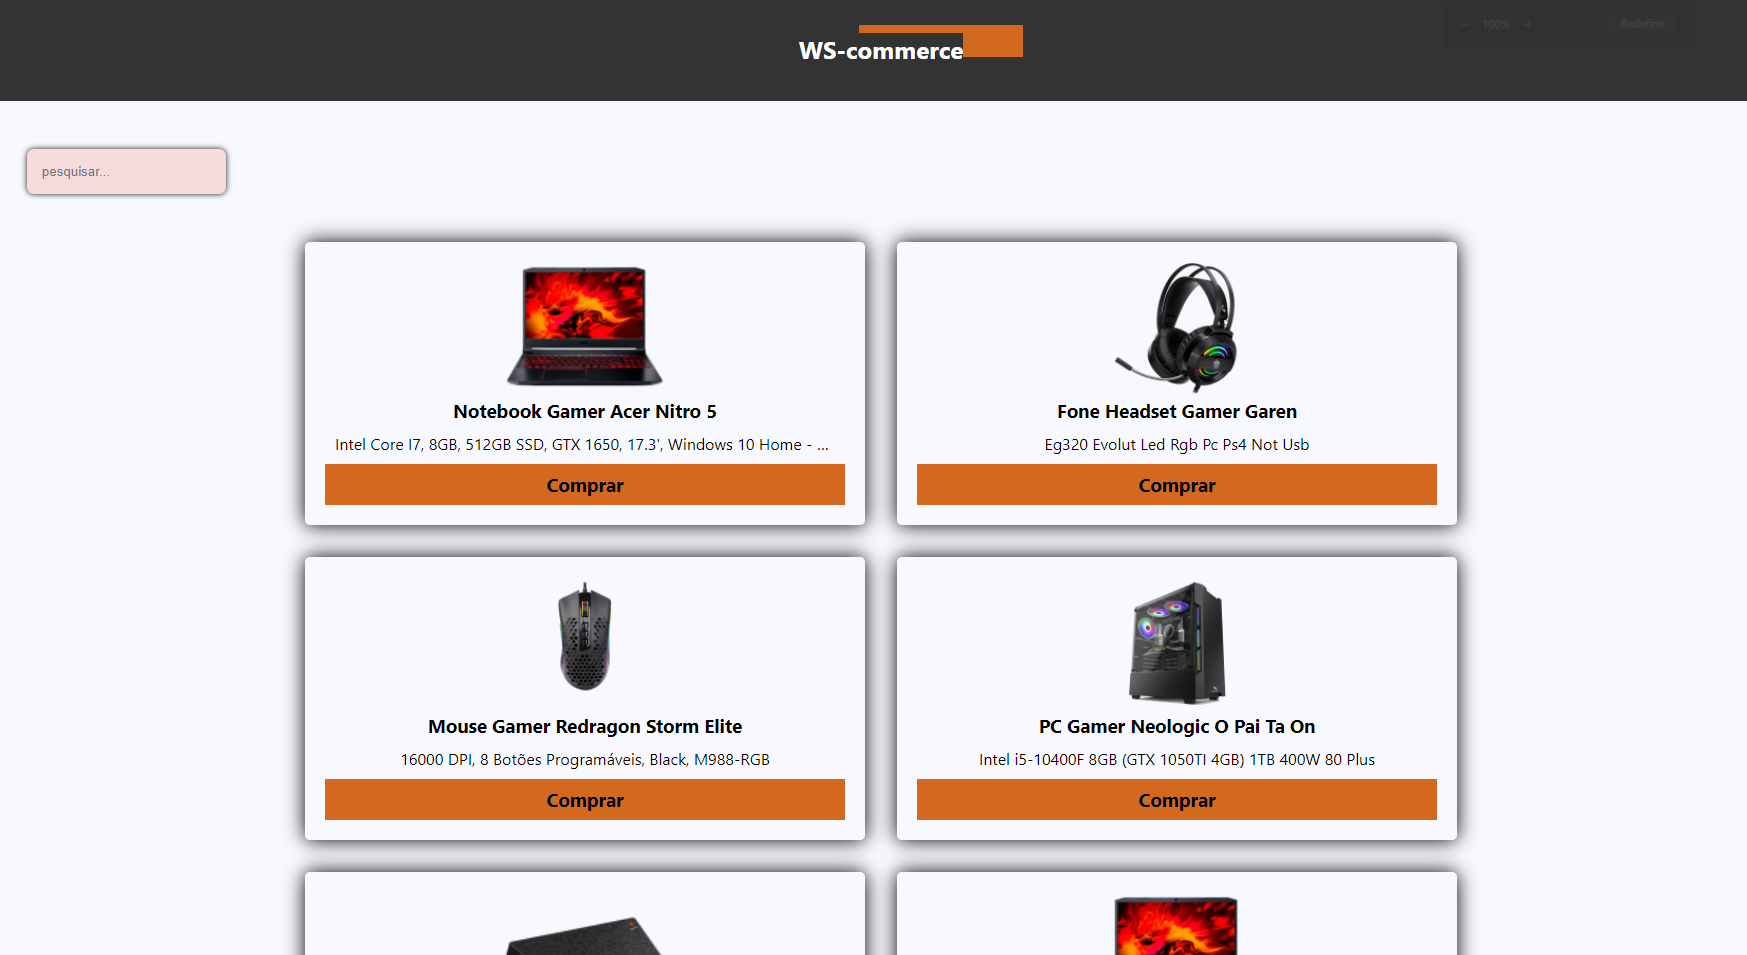 WS-commerce
100%
Redefinir
pesquisar...
Notebook Gamer Acer Nitro 5
Intel Core I7, 8GB, 512GB SSD, GTX 1650, 17.3', Windows 10 Home - ...
Comprar
Fone Headset Gamer Garen
Eg320 Evolut Led Rgb Pc Ps4 Not Usb
Comprar
Mouse Gamer Redragon Storm Elite
16000 DPI, 8 Botões Programáveis, Black, M988-RGB
Comprar
PC Gamer Neologic O Pai Ta On
Intel i5-10400F 8GB (GTX 1050TI 4GB) 1TB 400W 80 Plus
Comprar